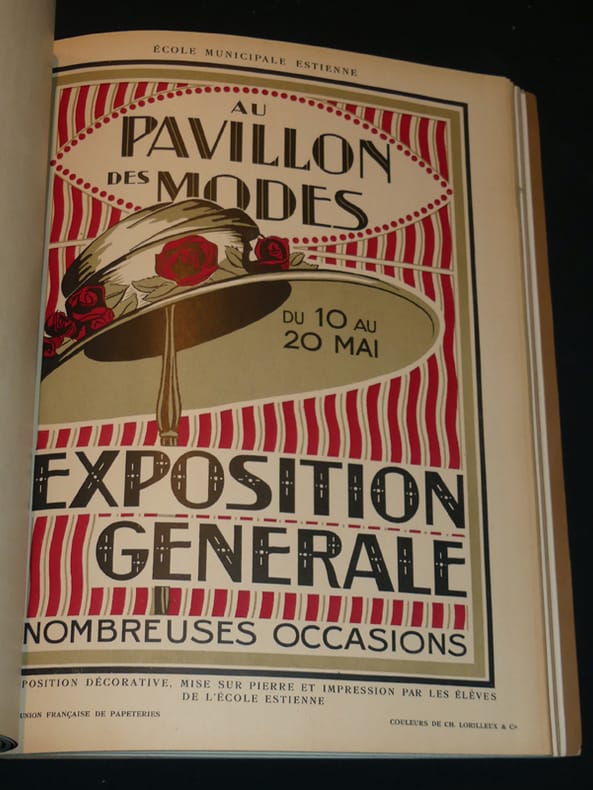 ÉCOLE MUNICIPALE ESTIENNE
AU
PAVILLON
DES MODES
DU 10 AU
20 MAI
EXPOSITION
GENERALE
NOMBREUSES OCCASIONS
POSITION DÉCORATIVE, MISE SUR PIERRE ET IMPRESSION PAR LES ÉLÈVES
DE L'ÉCOLE ESTIENNE
UNION FRANÇAISE DE PAPETERIES
COULEURS DE CH. LORILLEUX & Cie